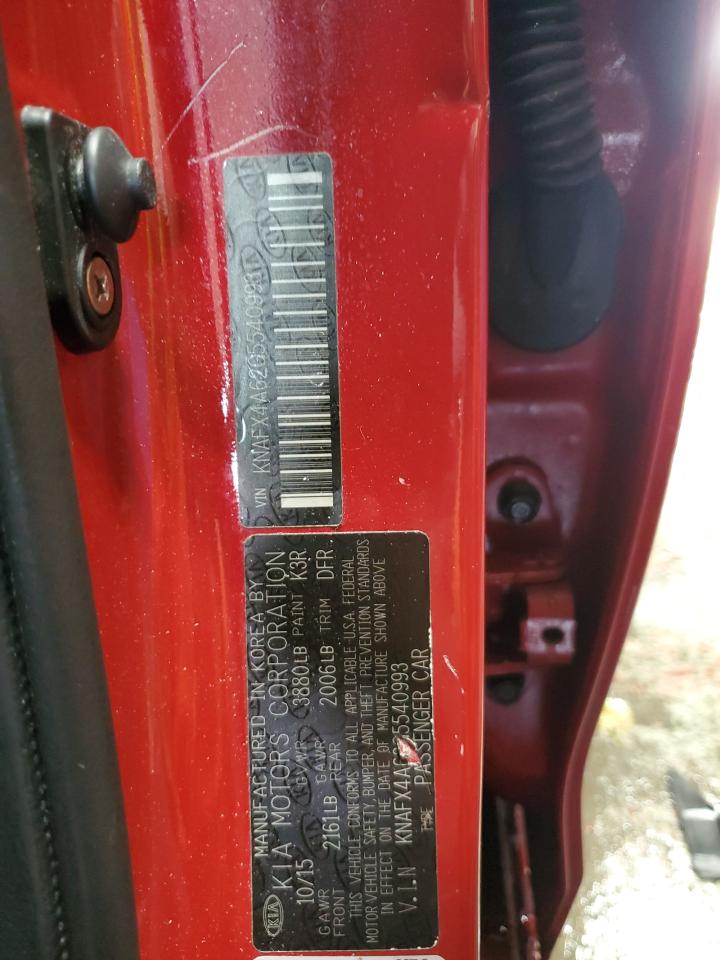 VIN KNAFX4A62G5540993
MANUFACTURED IN KOREA BY
KIA MOTORS CORPORATION
10/15 GVWR 3880LB PAINT K3R
GAWR FRONT 2161LB GAWR REAR 2006LB TRIM DFR
THIS VEHICLE CONFORMS TO ALL APPLICABLE U.S.A. FEDERAL
MOTOR VEHICLE SAFETY, BUMPER, AND THEFT PREVENTION STANDARDS
IN EFFECT ON THE DATE OF MANUFACTURE SHOWN ABOVE
V.I.N KNAFX4A6 5540993
TYPE PASSENGER CAR
KIA